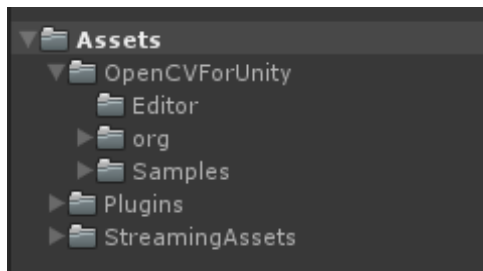 Assets
OpenCVForUnity
Editor
org
Samples
Plugins
StreamingAssets